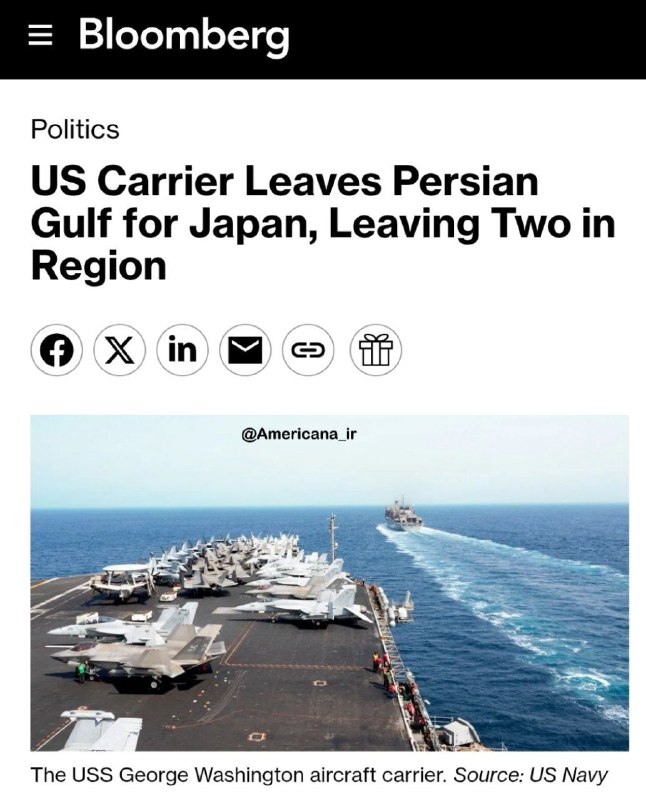 Bloomberg
Politics
US Carrier Leaves Persian
Gulf for Japan, Leaving Two in
Region
@Americana_ir
The USS George Washington aircraft carrier. Source: US Navy